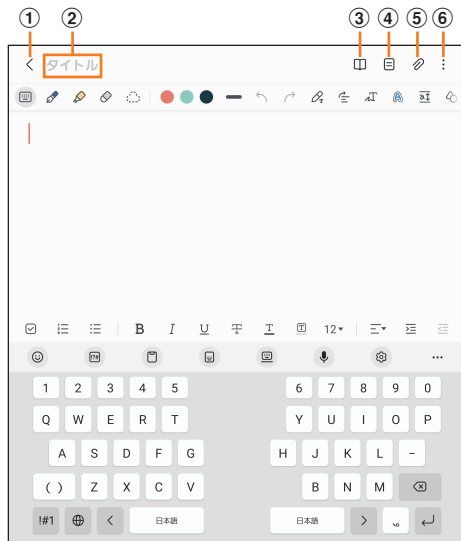 ① ② ③ ④ ⑤ ⑥
タイトル
B I U T T T 12
1 2 3 4 5 6 7 8 9 0
Q W E R T Y U I O P
A S D F G H J K L -
( ) Z X C V B N M
!#1 日本語 日本語